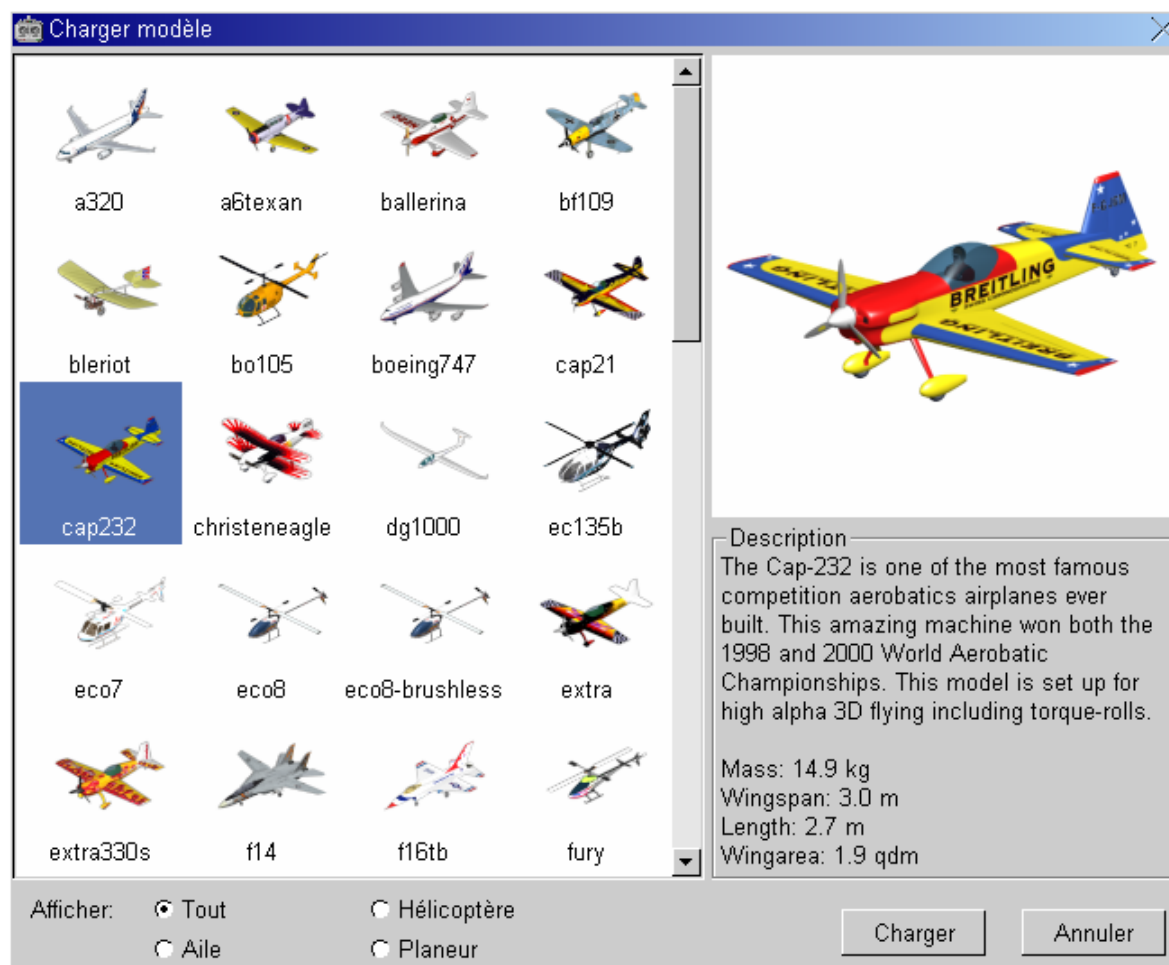 Charger modèle
a320
a6texan
ballerina
bf109
bleriot
bo105
boeing747
cap21
cap232
christeneagle
dg1000
ec135b
eco7
eco8
eco8-brushless
extra
extra330s
f14
f16tb
fury
BREITLING
BREITLING
BREITLING
Description
The Cap-232 is one of the most famous
competition aerobatics airplanes ever
built. This amazing machine won both the
1998 and 2000 World Aerobatic
Championships. This model is set up for
high alpha 3D flying including torque-rolls.
Mass: 14.9 kg
Wingspan: 3.0 m
Length: 2.7 m
Wingarea: 1.9 qdm
Afficher:
Tout
Hélicoptère
Aile
Planeur
Charger
Annuler